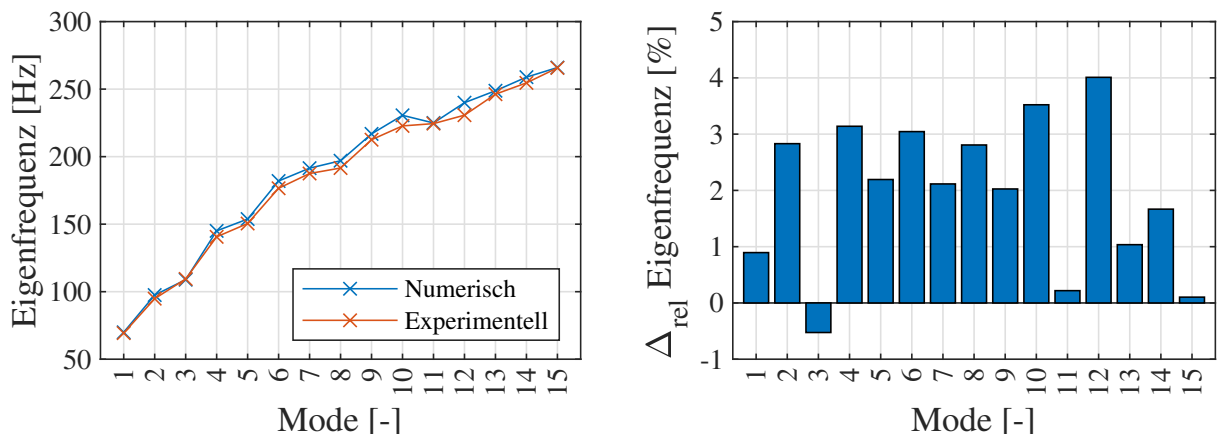 300
250
200
150
100
50
Eigenfrequenz [Hz]
Numerisch
Experimentell
1 2 3 4 5 6 7 8 9 10 11 12 13 14 15
Mode [-]
5
4
3
2
1
0
-1
Δrel Eigenfrequenz [%]
1 2 3 4 5 6 7 8 9 10 11 12 13 14 15
Mode [-]